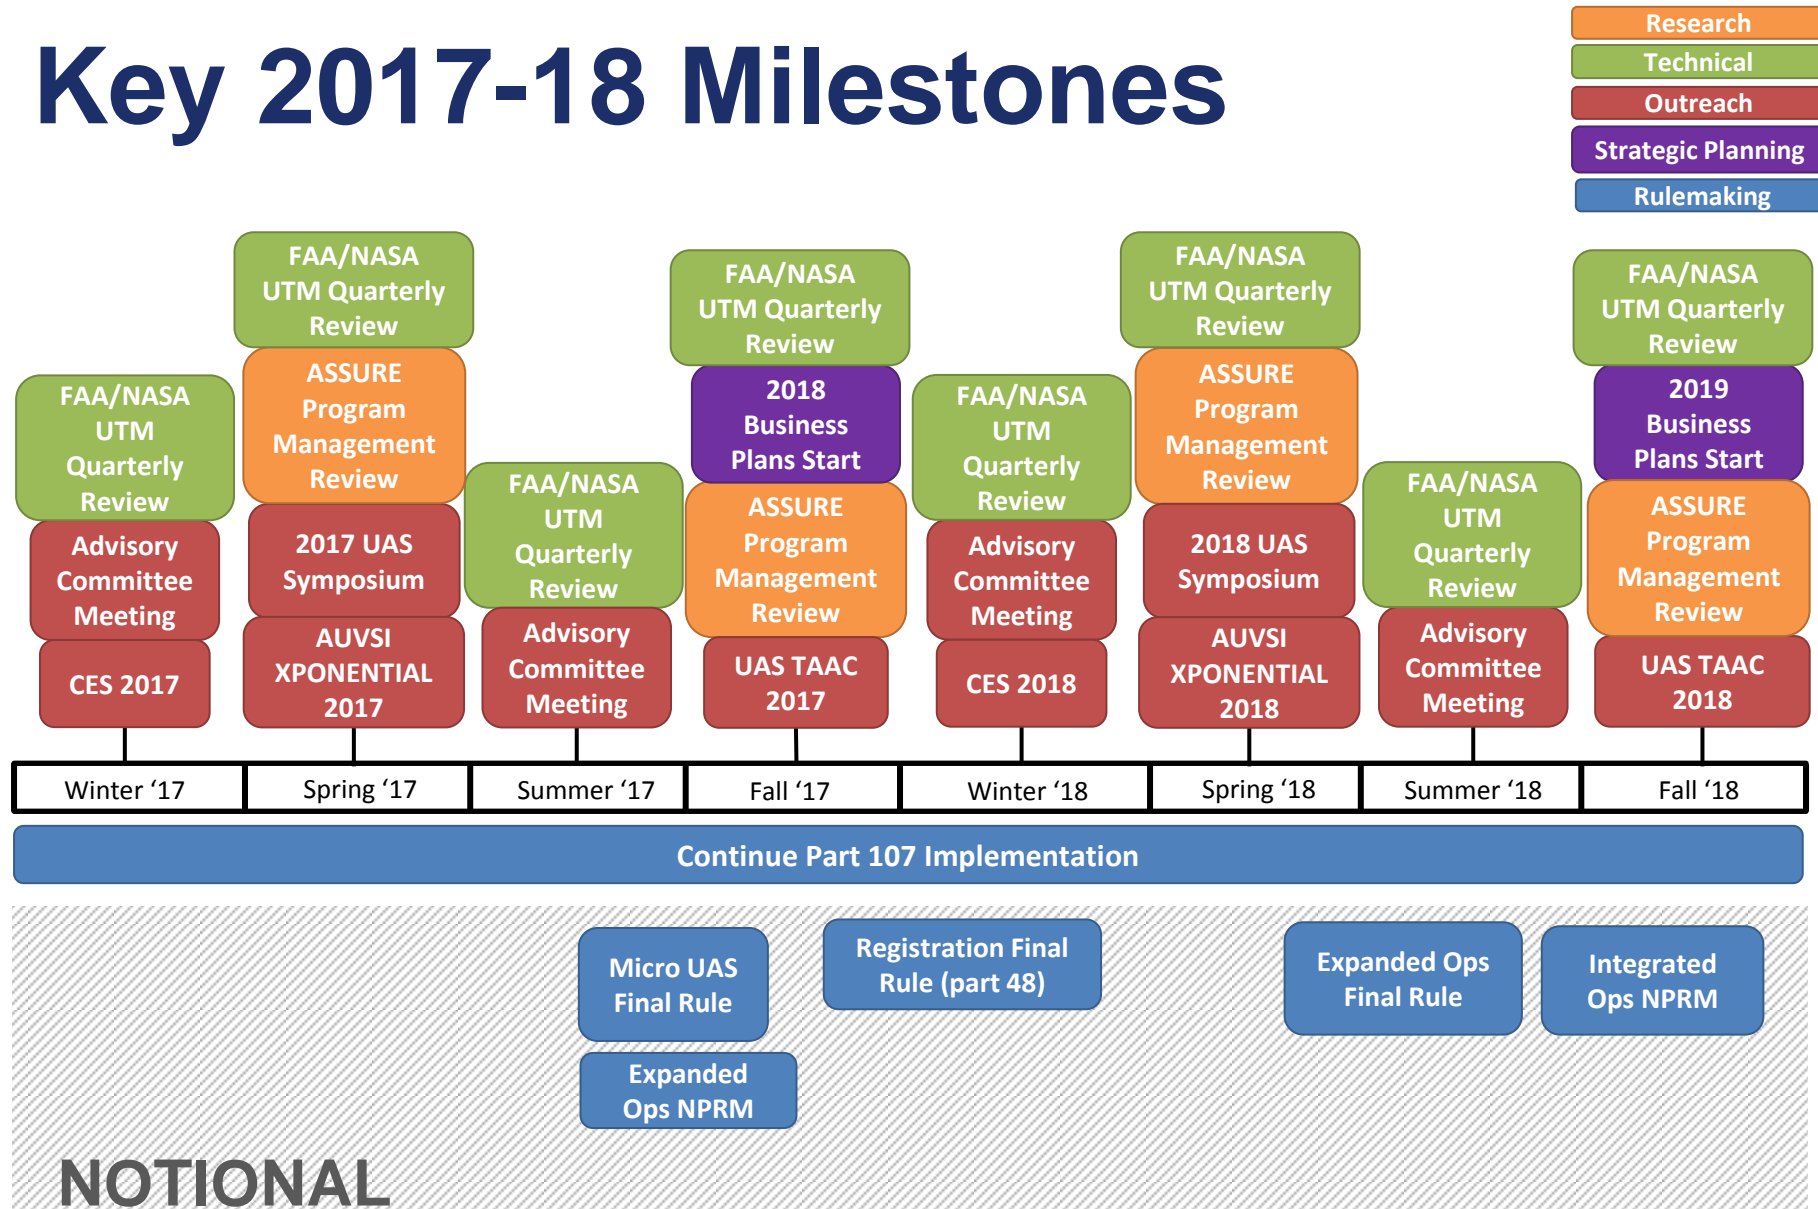 Key 2017-18 Milestones
Research
Technical
Outreach
Strategic Planning
Rulemaking
FAA/NASA
UTM
Quarterly
Review
Advisory
Committee
Meeting
CES 2017
FAA/NASA
UTM Quarterly
Review
ASSURE
Program
Management
Review
2017 UAS
Symposium
AUVSI
XPONENTIAL
2017
FAA/NASA
UTM
Quarterly
Review
Advisory
Committee
Meeting
FAA/NASA
UTM Quarterly
Review
2018
Business
Plans Start
ASSURE
Program
Management
Review
UAS TAAC
2017
FAA/NASA
UTM
Quarterly
Review
Advisory
Committee
Meeting
CES 2018
FAA/NASA
UTM Quarterly
Review
ASSURE
Program
Management
Review
2018 UAS
Symposium
AUVSI
XPONENTIAL
2018
FAA/NASA
UTM
Quarterly
Review
Advisory
Committee
Meeting
FAA/NASA
UTM Quarterly
Review
2019
Business
Plans Start
ASSURE
Program
Management
Review
UAS TAAC
2018
Winter ‘17
Spring ‘17
Summer ‘17
Fall ‘17
Winter ‘18
Spring ‘18
Summer ‘18
Fall ‘18
Continue Part 107 Implementation
Micro UAS
Final Rule
Expanded
Ops NPRM
Registration Final
Rule (part 48)
Expanded Ops
Final Rule
Integrated
Ops NPRM
NOTIONAL